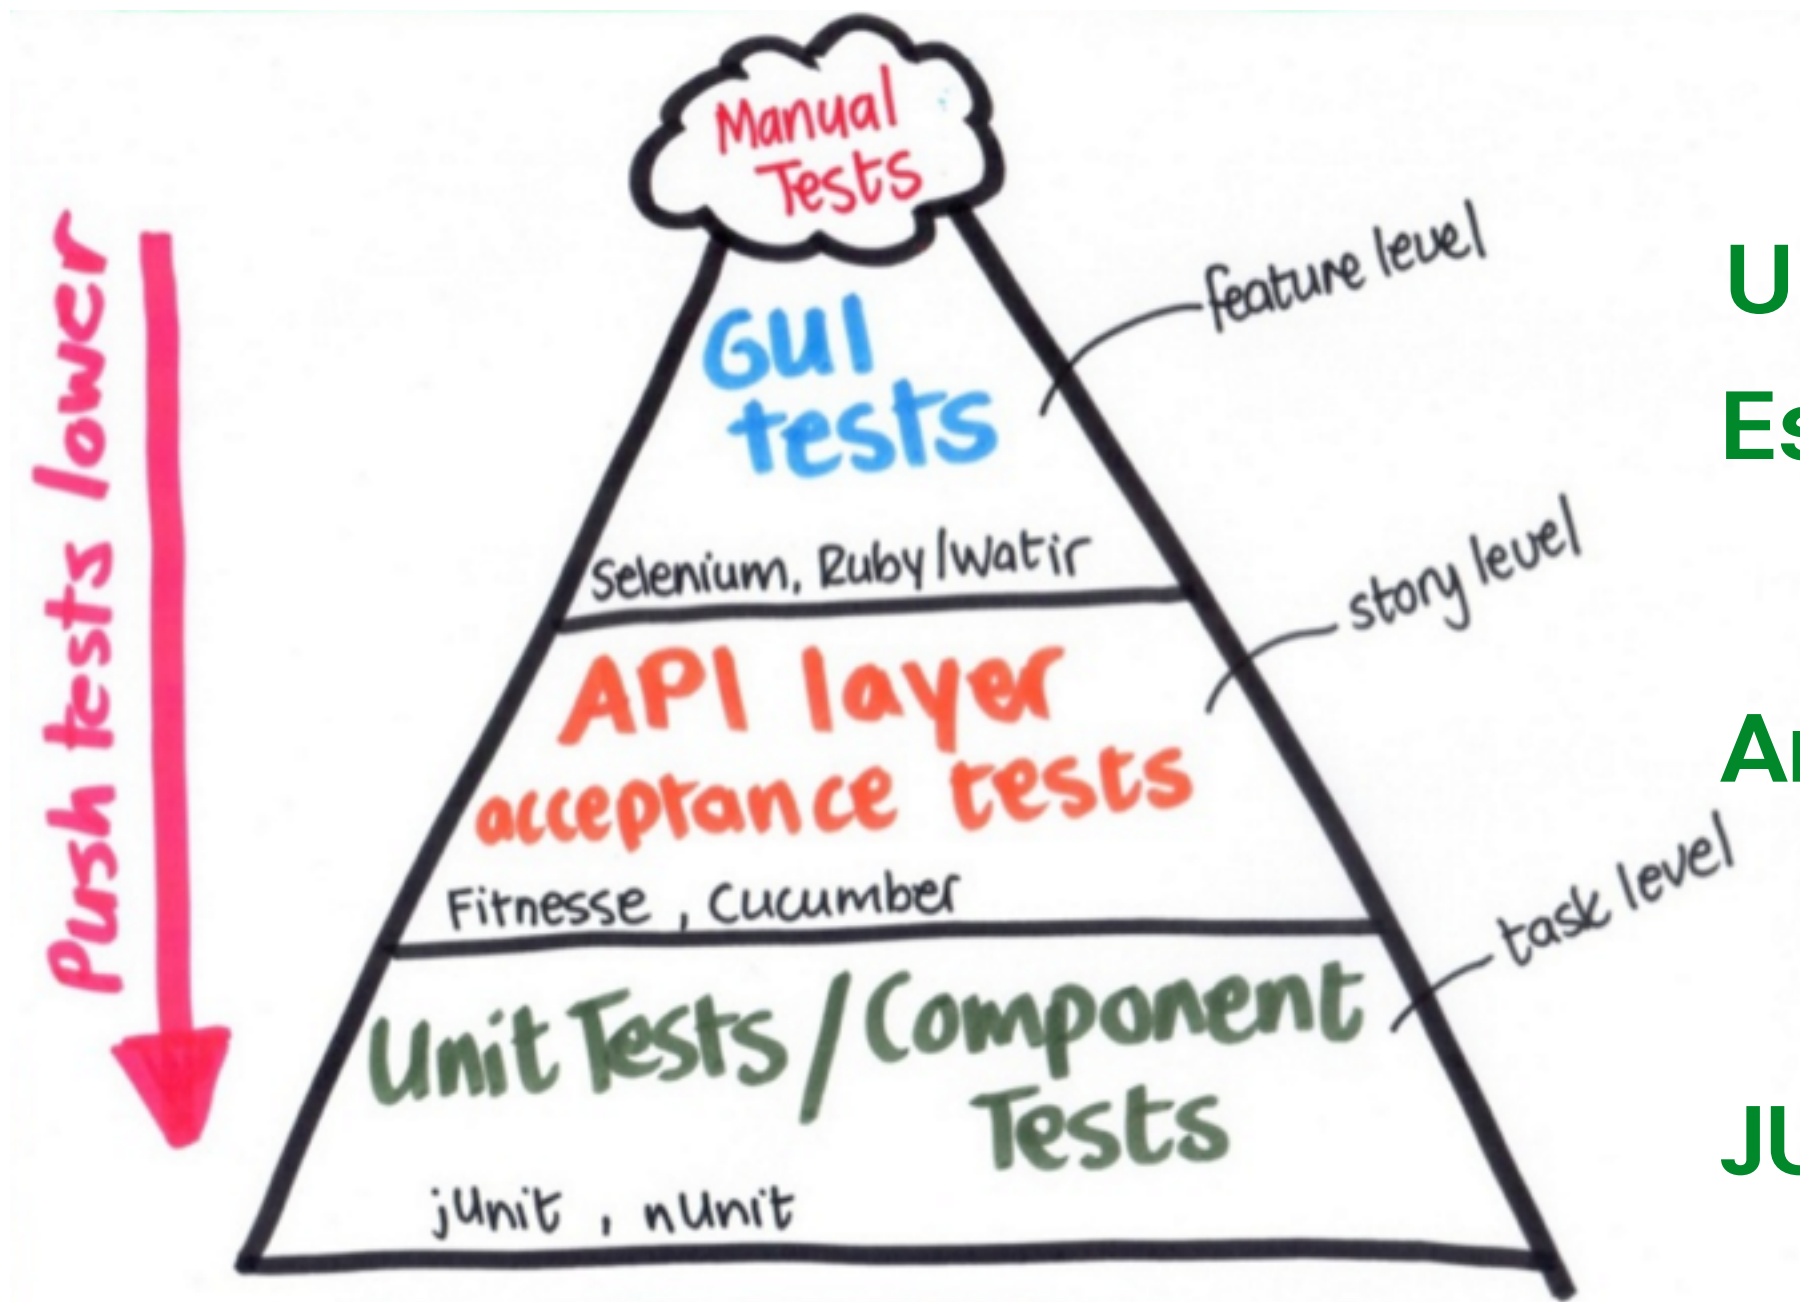 Manual
Tests
GUI
tests
Selenium, Ruby/Watir
feature level
API layer
acceptance tests
Fitnesse , Cucumber
story level
Unit Tests / Component
Tests
jUnit , nUnit
task level
Push tests lower